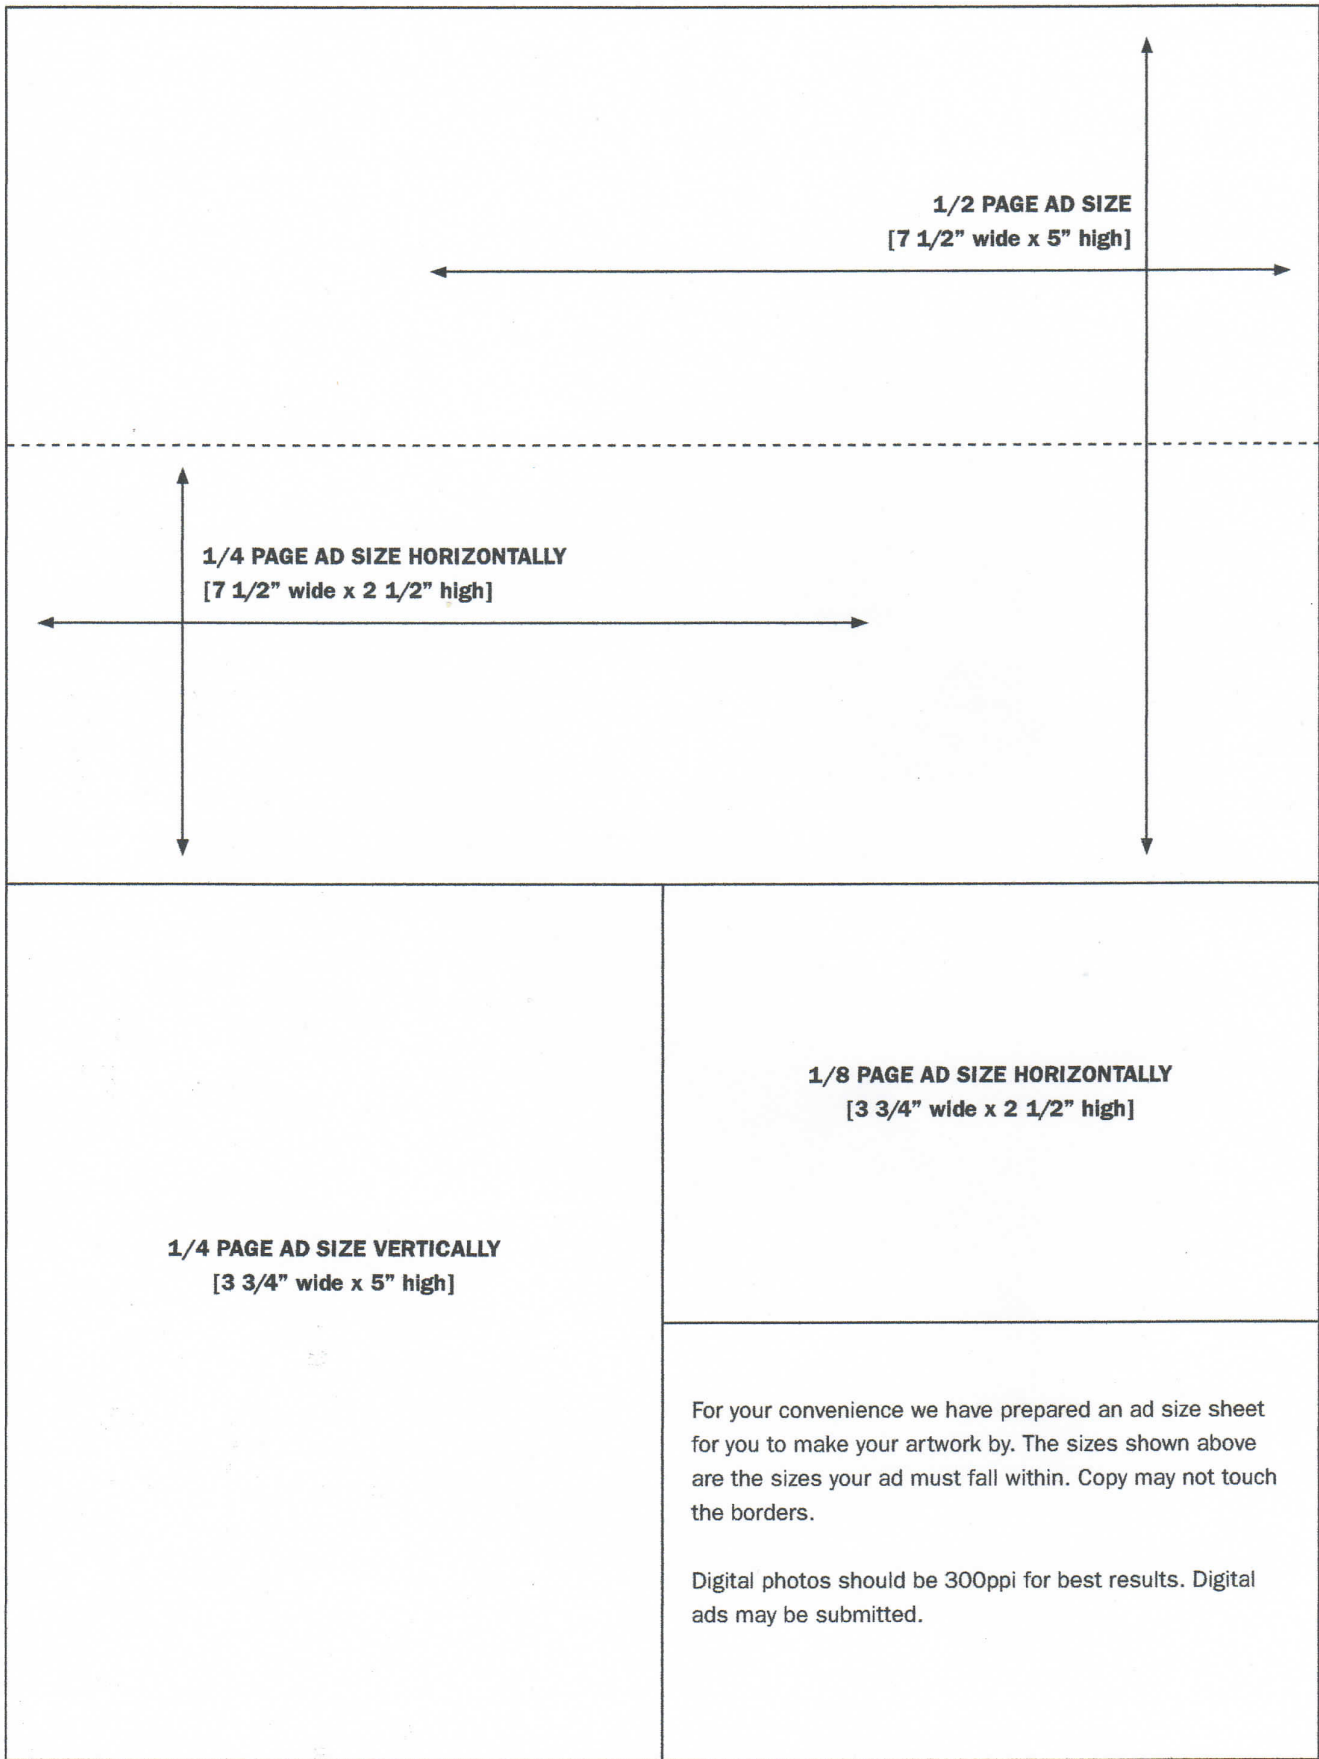 1/2 PAGE AD SIZE
[7 1/2” wide x 5” high]
1/4 PAGE AD SIZE HORIZONTALLY
[7 1/2” wide x 2 1/2” high]
1/8 PAGE AD SIZE HORIZONTALLY
[3 3/4” wide x 2 1/2” high]
1/4 PAGE AD SIZE VERTICALLY
[3 3/4” wide x 5” high]
For your convenience we have prepared an ad size sheet
for you to make your artwork by. The sizes shown above
are the sizes your ad must fall within. Copy may not touch
the borders.
Digital photos should be 300ppi for best results. Digital
ads may be submitted.